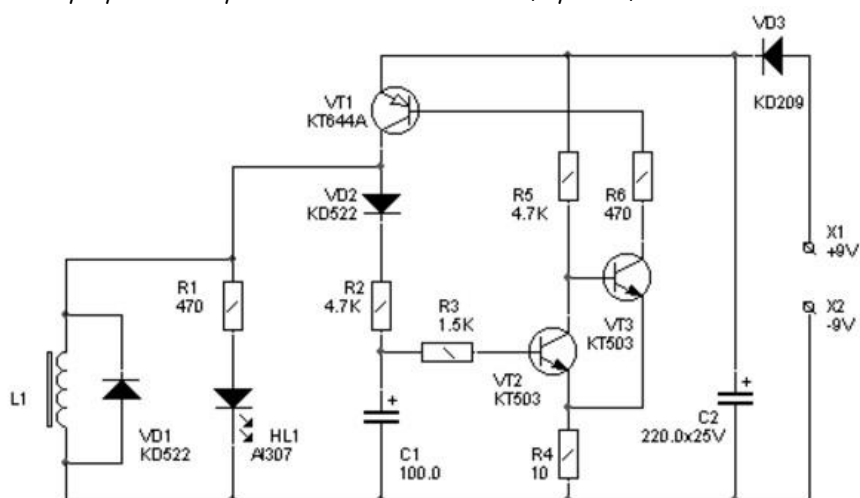 VD3
KD209
VT1
KT644A
VD2
KD522
R5
4.7K
R6
470
X1
+9V
R1
470
R2
4.7K
R3
1.5K
X2
-9V
VT3
KT503
VT2
KT503
L1
VD1
KD522
HL1
AI307
+
C1
100.0
R4
10
+
C2
220.0x25V